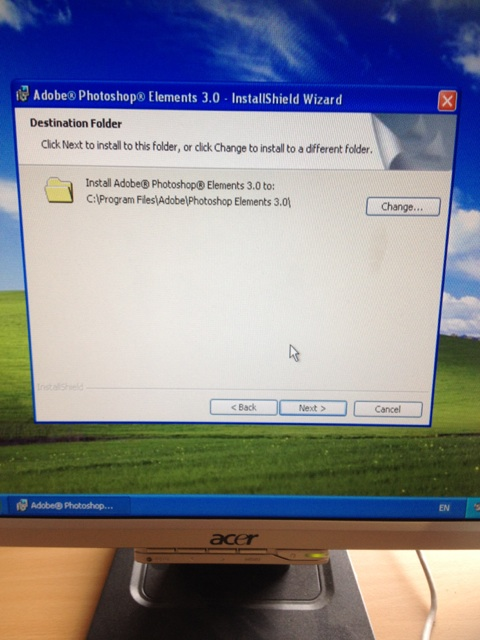 Adobe® Photoshop® Elements 3.0 - InstallShield Wizard
Destination Folder
Click Next to install to this folder, or click Change to install to a different folder.
Install Adobe® Photoshop® Elements 3.0 to:
C:\Program Files\Adobe\Photoshop Elements 3.0\
Change...
InstallShield
< Back
Next >
Cancel
Adobe® Photoshop...
EN
acer